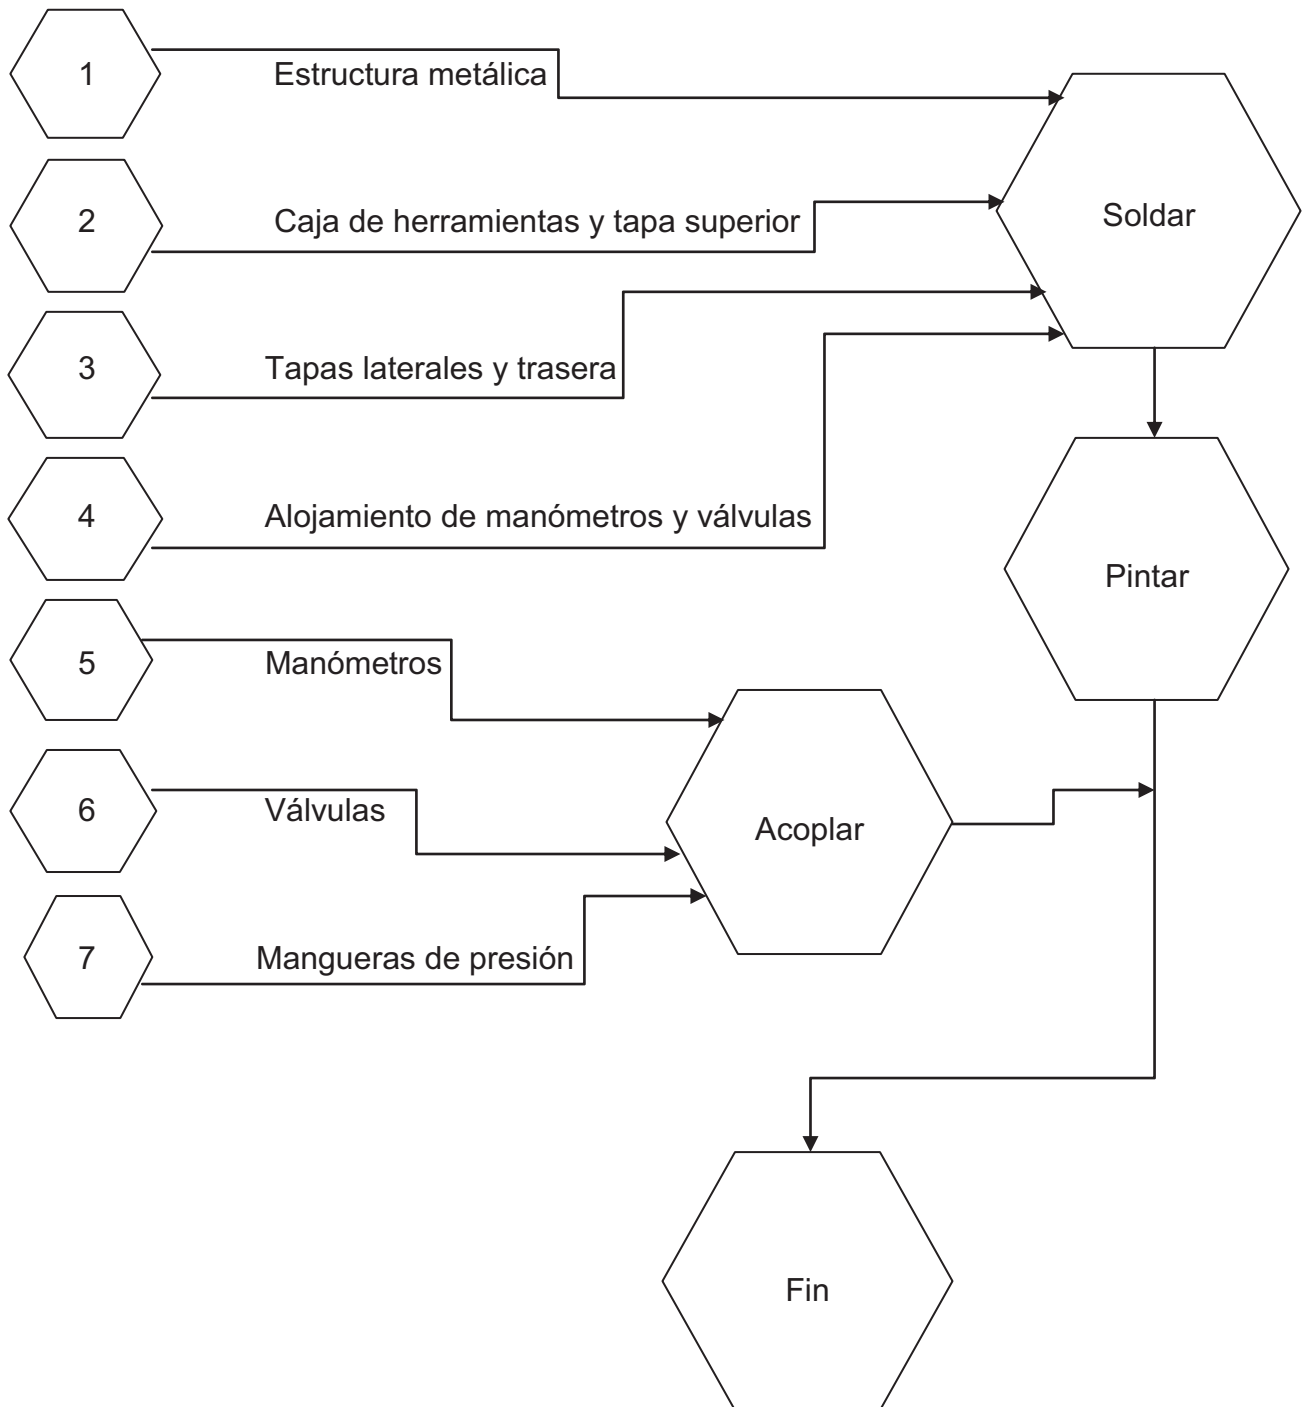 1
Estructura metálica
2
Caja de herramientas y tapa superior
Soldar
3
Tapas laterales y trasera
4
Alojamiento de manómetros y válvulas
Pintar
5
Manómetros
6
Válvulas
Acoplar
7
Mangueras de presión
Fin